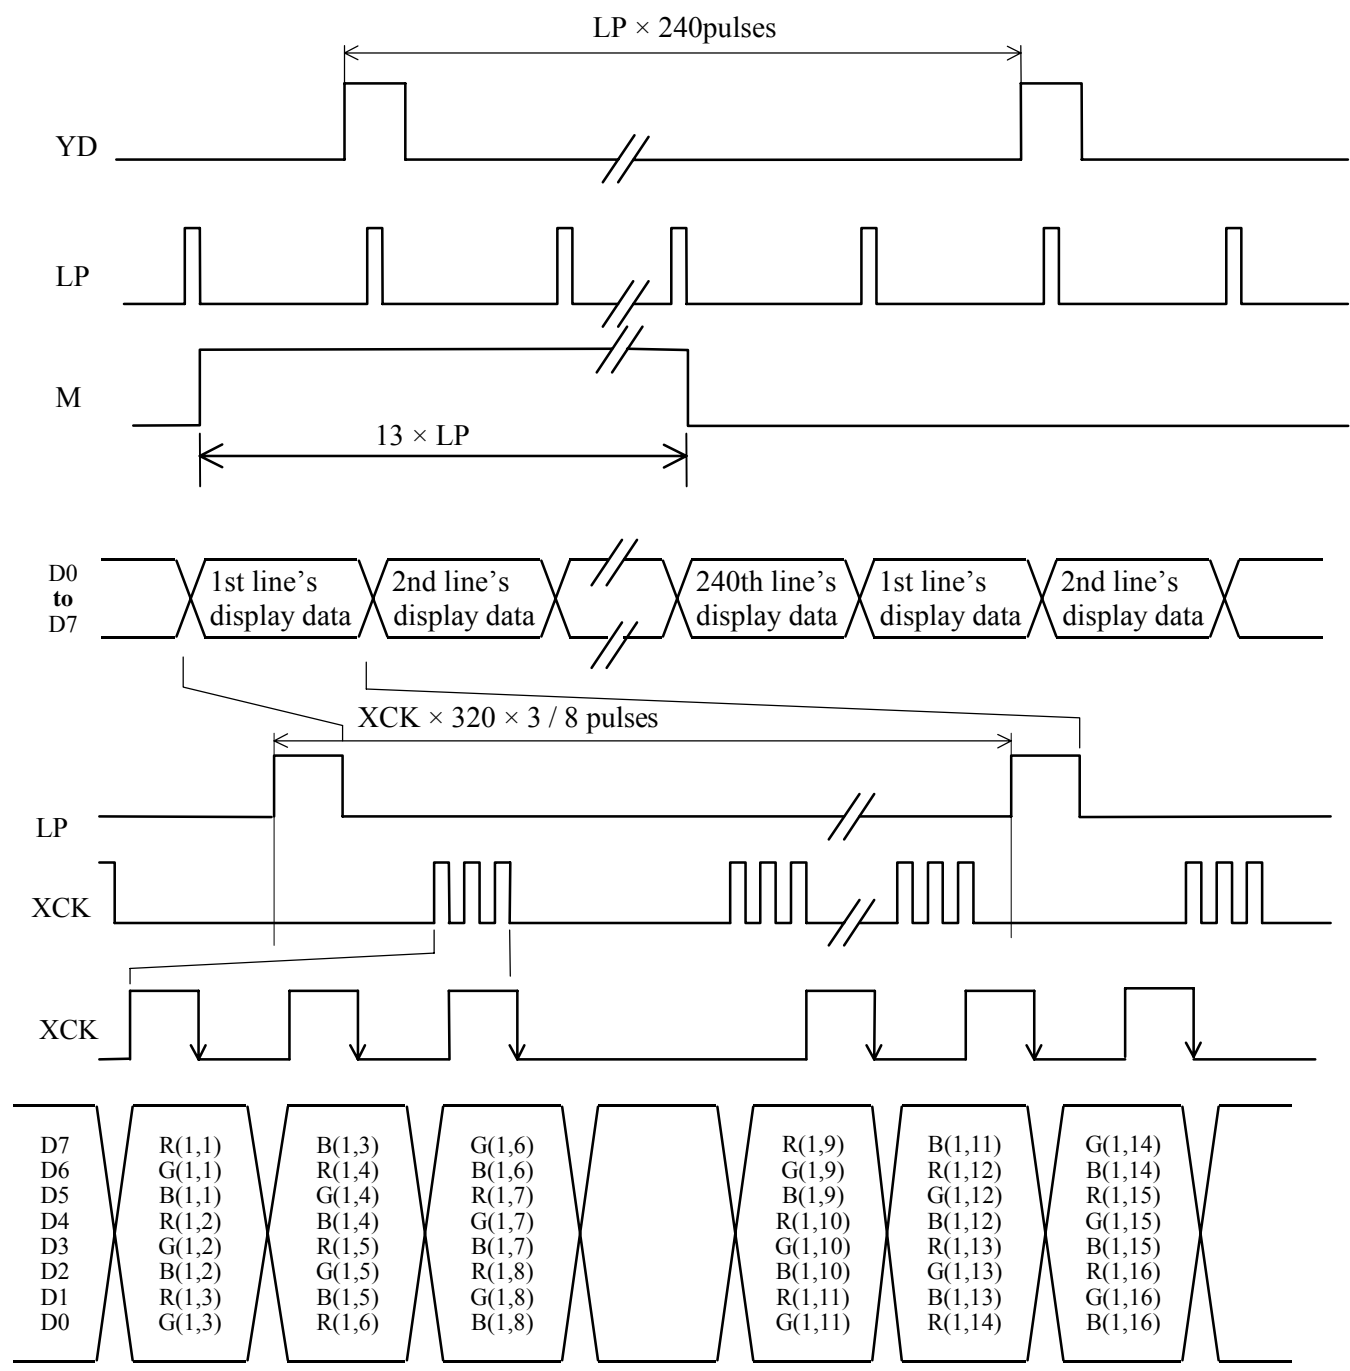 LP × 240pulses
YD
LP
M
13 × LP
D0
to
D7
1st line's
display data
2nd line's
display data
240th line's
display data
1st line's
display data
2nd line's
display data
XCK × 320 × 3 / 8 pulses
LP
XCK
XCK
D7 R(1,1) B(1,3) G(1,6) R(1,9) B(1,11) G(1,14)
D6 G(1,1) R(1,4) B(1,6) G(1,9) R(1,12) B(1,14)
D5 B(1,1) G(1,4) R(1,7) B(1,9) G(1,12) R(1,15)
D4 R(1,2) B(1,4) G(1,7) R(1,10) B(1,12) G(1,15)
D3 G(1,2) R(1,5) B(1,7) G(1,10) R(1,13) B(1,15)
D2 B(1,2) G(1,5) R(1,8) B(1,10) G(1,13) R(1,16)
D1 R(1,3) B(1,5) G(1,8) R(1,11) B(1,13) G(1,16)
D0 G(1,3) R(1,6) B(1,8) G(1,11) R(1,14) B(1,16)